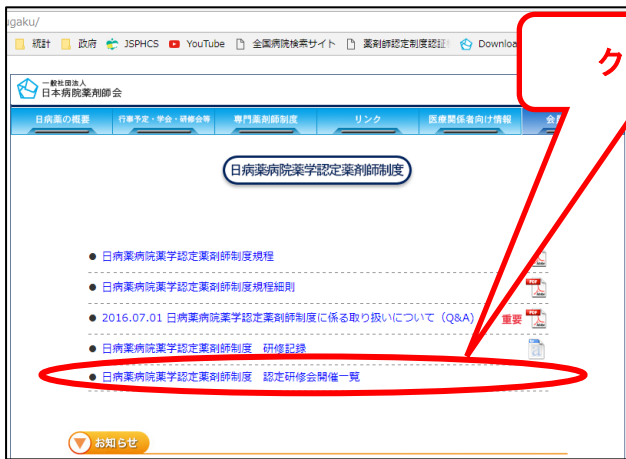 ugaku/
統計 政府 JSPHCS YouTube 全国病院検索サイト 薬剤師認定制度認証
ク
一般社団法人
日本病院薬剤師会
日病薬の概要 行事予定・学会・研修会等 専門薬剤師制度 リンク 医療関係者向け情報
日病薬病院薬学認定薬剤師制度
日病薬病院薬学認定薬剤師制度規程
日病薬病院薬学認定薬剤師制度規程細則
2016.07.01 日病薬病院薬学認定薬剤師制度に係る取り扱いについて（Q&A） 重要
日病薬病院薬学認定薬剤師制度 研修記録
日病薬病院薬学認定薬剤師制度 認定研修会開催一覧
お知らせ